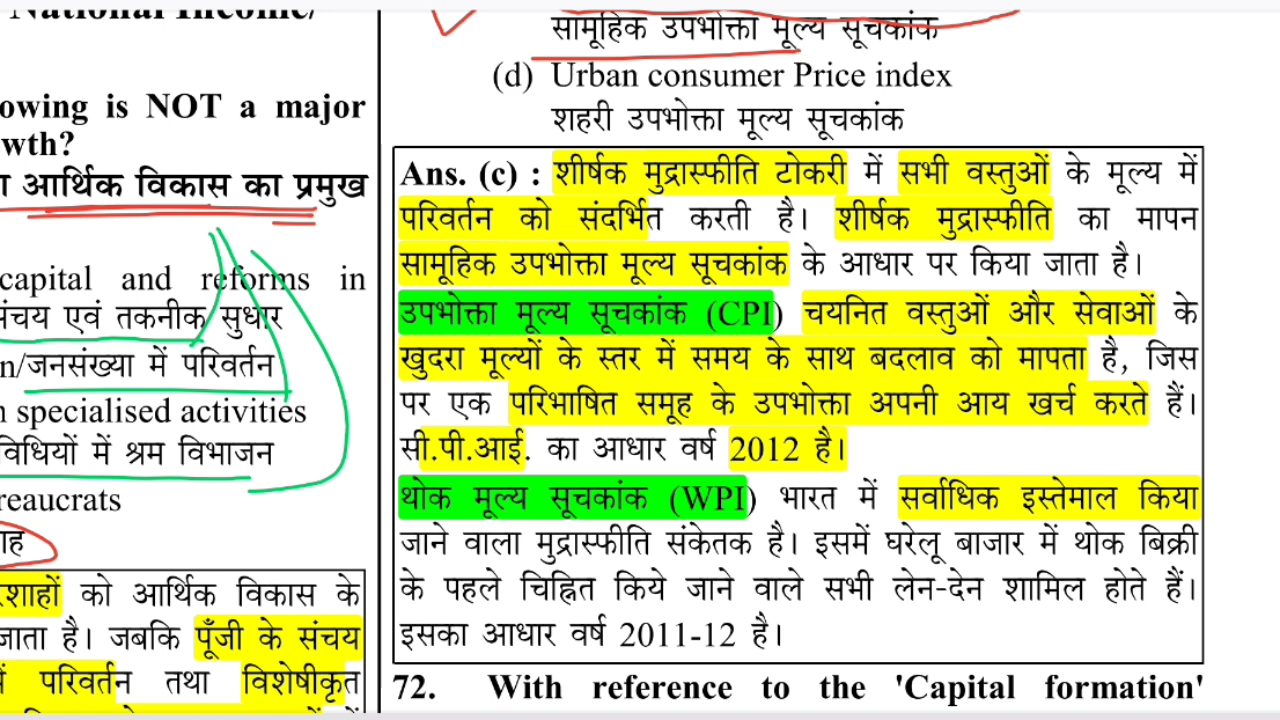 National Income/
owing is NOT a major
wth?
ा आर्थिक विकास का प्रमुख
capital and reforms in
संचय एवं तकनीक सुधार
n/जनसंख्या में परिवर्तन
n specialised activities
विधियों में श्रम विभाजन
reaucrats
ाह
रशाहों को आर्थिक विकास के
जाता है। जबकि पूँजी के संचय
में परिवर्तन तथा विशेषीकृत
सामूहिक उपभोक्ता मूल्य सूचकांक
(d) Urban consumer Price index
शहरी उपभोक्ता मूल्य सूचकांक
Ans. (c) : शीर्षक मुद्रास्फीति टोकरी में सभी वस्तुओं के मूल्य में
परिवर्तन को संदर्भित करती है। शीर्षक मुद्रास्फीति का मापन
सामूहिक उपभोक्ता मूल्य सूचकांक के आधार पर किया जाता है।
उपभोक्ता मूल्य सूचकांक (CPI) चयनित वस्तुओं और सेवाओं के
खुदरा मूल्यों के स्तर में समय के साथ बदलाव को मापता है, जिस
पर एक परिभाषित समूह के उपभोक्ता अपनी आय खर्च करते हैं।
सी.पी.आई. का आधार वर्ष 2012 है।
थोक मूल्य सूचकांक (WPI) भारत में सर्वाधिक इस्तेमाल किया
जाने वाला मुद्रास्फीति संकेतक है। इसमें घरेलू बाजार में थोक बिक्री
के पहले चिह्नित किये जाने वाले सभी लेन-देन शामिल होते हैं।
इसका आधार वर्ष 2011-12 है।
72. With reference to the 'Capital formation'